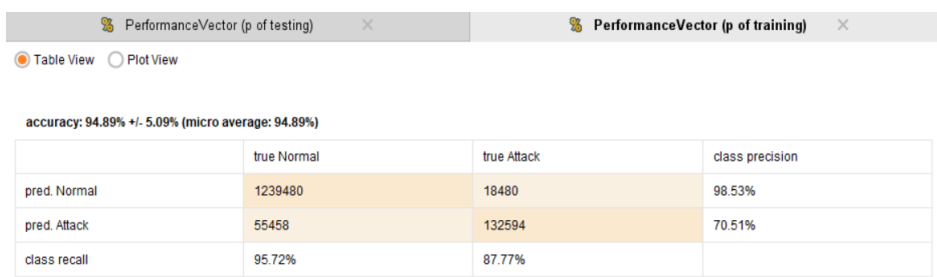 PerformanceVector (p of testing) PerformanceVector (p of training)
Table View Plot View
accuracy: 94.89% +/- 5.09% (micro average: 94.89%)
true Normal true Attack class precision
pred. Normal 1239480 18480 98.53%
pred. Attack 55458 132594 70.51%
class recall 95.72% 87.77%